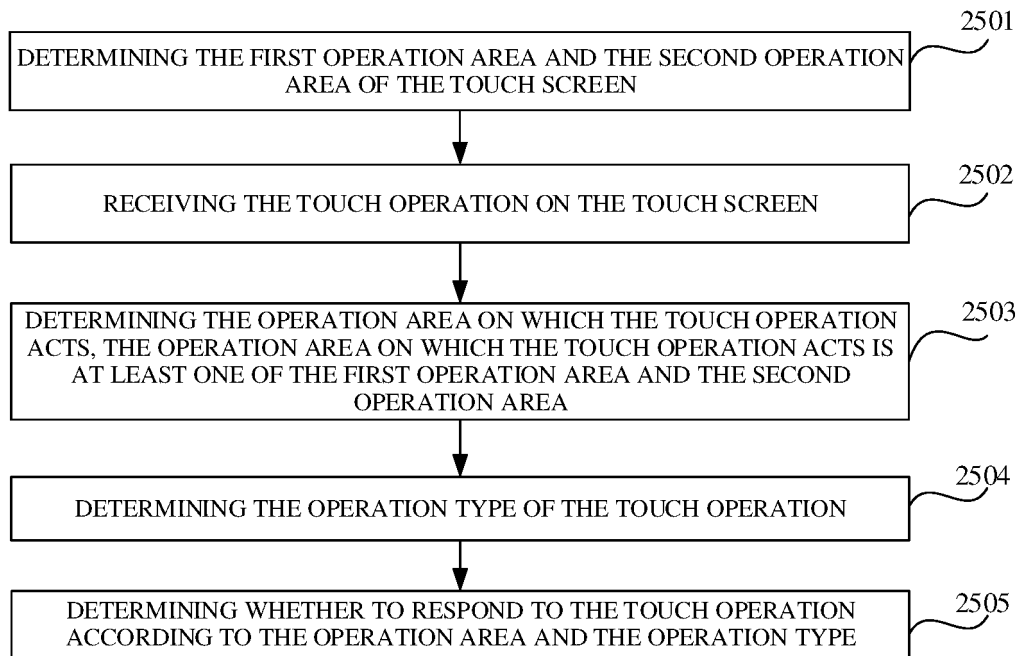 2501
DETERMINING THE FIRST OPERATION AREA AND THE SECOND OPERATION
AREA OF THE TOUCH SCREEN
2502
RECEIVING THE TOUCH OPERATION ON THE TOUCH SCREEN
2503
DETERMINING THE OPERATION AREA ON WHICH THE TOUCH OPERATION
ACTS, THE OPERATION AREA ON WHICH THE TOUCH OPERATION ACTS IS
AT LEAST ONE OF THE FIRST OPERATION AREA AND THE SECOND
OPERATION AREA
2504
DETERMINING THE OPERATION TYPE OF THE TOUCH OPERATION
2505
DETERMINING WHETHER TO RESPOND TO THE TOUCH OPERATION
ACCORDING TO THE OPERATION AREA AND THE OPERATION TYPE